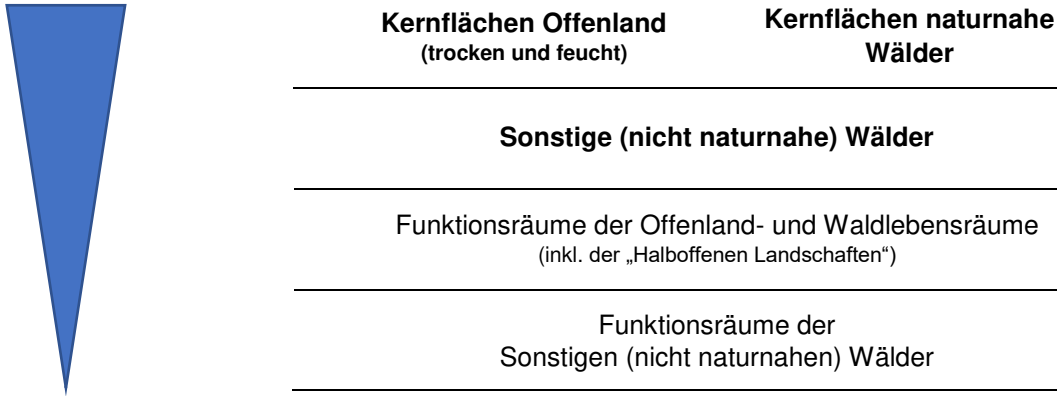 Kernflächen Offenland
(trocken und feucht)
Kernflächen naturnahe
Wälder
Sonstige (nicht naturnahe) Wälder
Funktionsräume der Offenland- und Waldlebensräume
(inkl. der „Halboffenen Landschaften“)
Funktionsräume der
Sonstigen (nicht naturnahen) Wälder